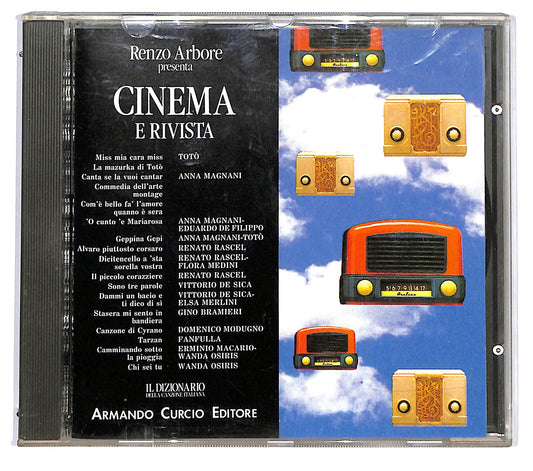 Renzo Arbore
presenta
CINEMA
E RIVISTA
Miss mia cara miss TOTÒ
La mazurka di Totò
Canta se la vuoi cantar ANNA MAGNANI
Commedia dell'arte
montage
Com'è bello fa' l'amore
quanno è sera
'O cunto 'e Mariarosa ANNA MAGNANI-
EDUARDO DE FILIPPO
Geppina Gepì ANNA MAGNANI-TOTÒ
Alvaro piuttosto corsaro RENATO RASCEL
Dicitencello a 'sta RENATO RASCEL-
sorella vostra FLORA MEDINI
Il piccolo corazziere RENATO RASCEL
Sono tre parole VITTORIO DE SICA
Dammi un bacio e VITTORIO DE SICA-
ti dico di sì ELSA MERLINI
Stasera mi sento in GINO BRAMIERI
bandiera
Canzone di Cyrano DOMENICO MODUGNO
Tarzan FANFULLA
Camminando sotto ERMINIO MACARIO-
la pioggia WANDA OSIRIS
Chi sei tu WANDA OSIRIS
IL DIZIONARIO
DELLA CANZONE ITALIANA
ARMANDO CURCIO EDITORE